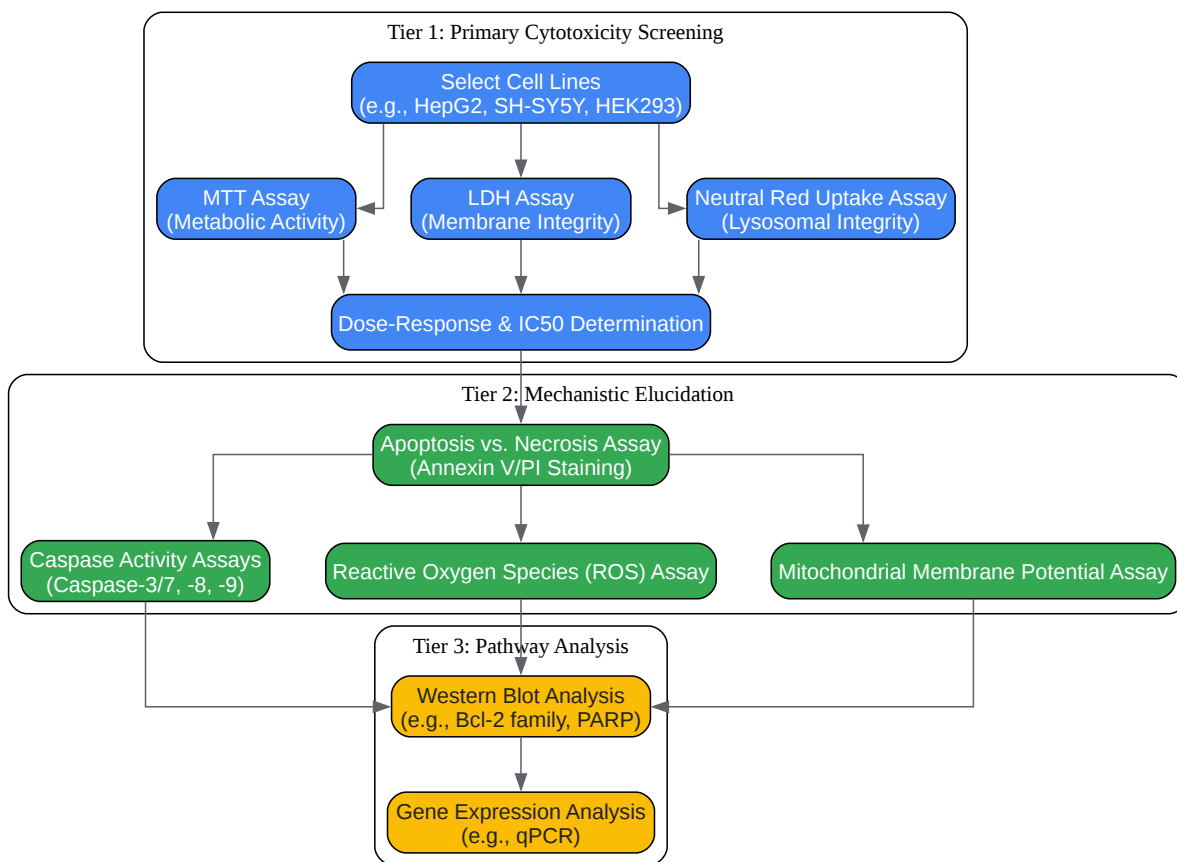 Tier 1: Primary Cytotoxicity Screening
Select Cell Lines
(e.g., HepG2, SH-SY5Y, HEK293)
MTT Assay
(Metabolic Activity)
LDH Assay
(Membrane Integrity)
Neutral Red Uptake Assay
(Lysosomal Integrity)
Dose-Response & IC50 Determination
Tier 2: Mechanistic Elucidation
Apoptosis vs. Necrosis Assay
(Annexin V/PI Staining)
Caspase Activity Assays
(Caspase-3/7, -8, -9)
Reactive Oxygen Species (ROS) Assay
Mitochondrial Membrane Potential Assay
Tier 3: Pathway Analysis
Western Blot Analysis
(e.g., Bcl-2 family, PARP)
Gene Expression Analysis
(e.g., qPCR)